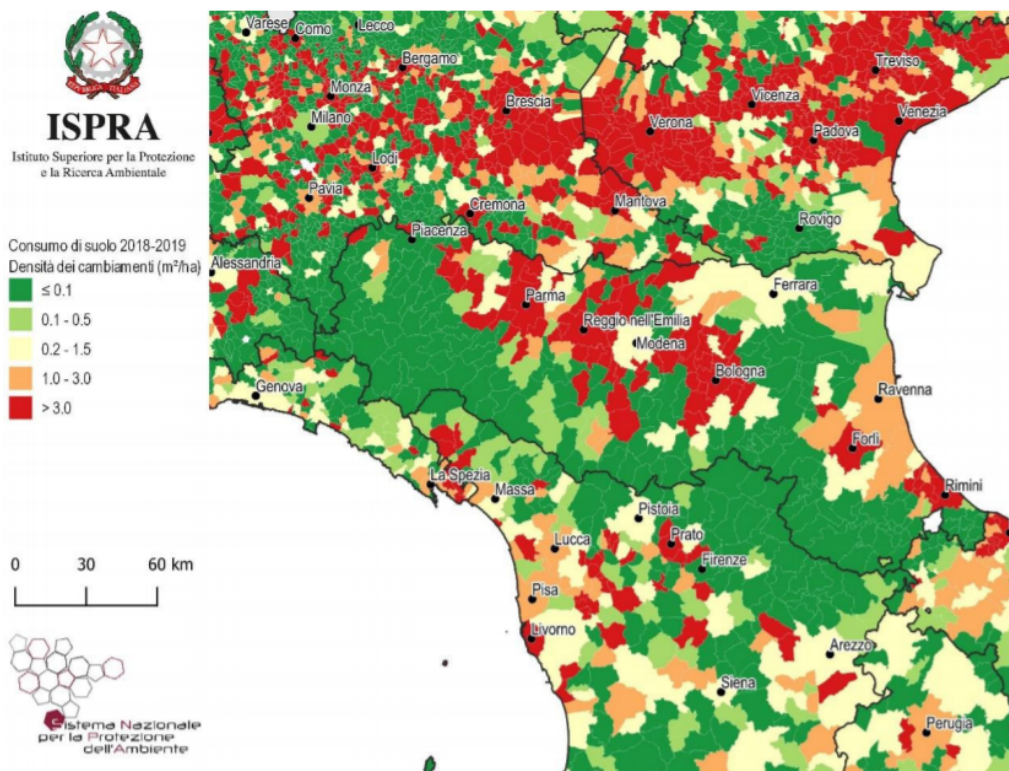 REPVBBLICA ITALIANA
ISPRA
Istituto Superiore per la Protezione
e la Ricerca Ambientale
Consumo di suolo 2018-2019
Densità dei cambiamenti (m²/ha)
≤ 0.1
0.1 - 0.5
0.2 - 1.5
1.0 - 3.0
> 3.0
0 30 60 km
Sistema Nazionale
per la Protezione
dell'Ambiente
Varese
Como
Lecco
Bergamo
Monza
Milano
Brescia
Lodi
Pavia
Cremona
Mantova
Verona
Vicenza
Treviso
Padova
Venezia
Rovigo
Piacenza
Alessandria
Parma
Ferrara
Reggio nell'Emilia
Modena
Bologna
Genova
Ravenna
Forlì
La Spezia
Massa
Rimini
Pistoia
Prato
Lucca
Firenze
Pisa
Livorno
Arezzo
Siena
Perugia